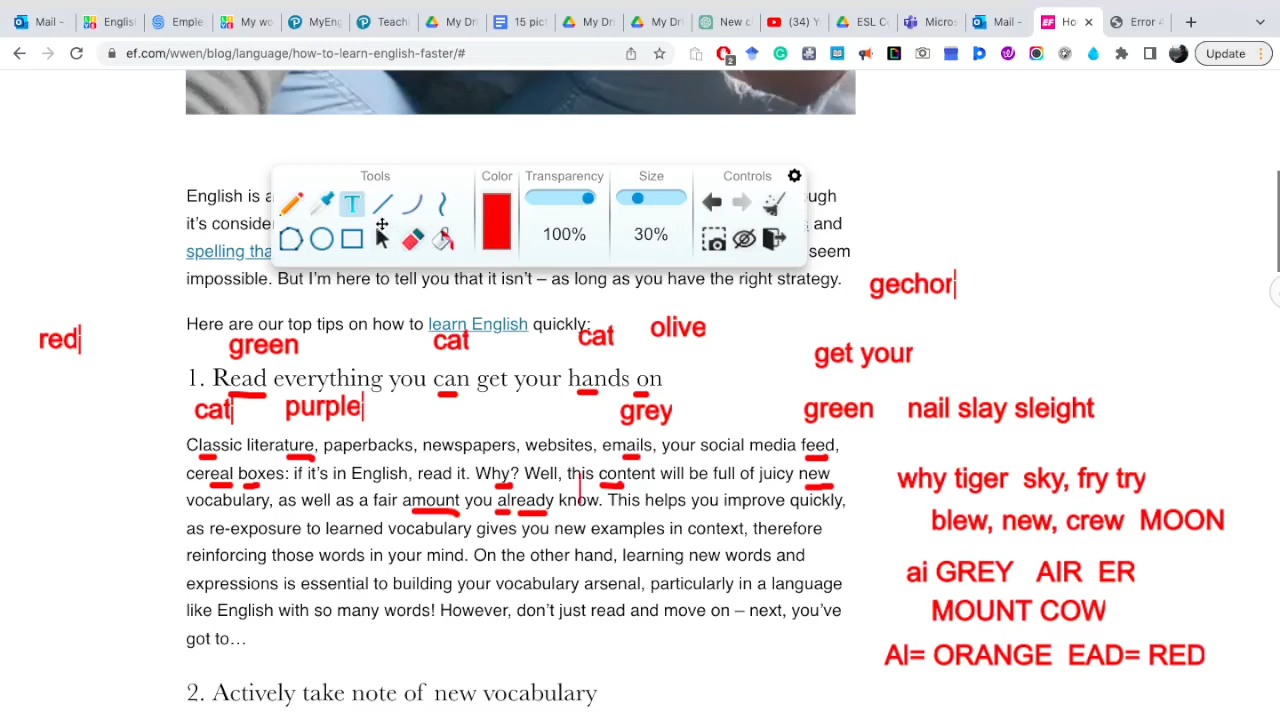 Mail -
English
Emple
My wo
MyEng
Teachi
My Dri
15 pict
My Dri
My Dri
New c
(34) Y
ESL Co
Micros
Mail -
Ho
Error 4
ef.com/wwen/blog/language/how-to-learn-english-faster/#
2
Update
Tools
Color
Transparency
Size
Controls
T
100%
30%
English is a
ugh
it's conside
and
spelling tha
seem
impossible. But I'm here to tell you that it isn't – as long as you have the right strategy.
gechor
Here are our top tips on how to learn English quickly:
red
green
cat
cat
olive
get your
1. Read everything you can get your hands on
cat
purple
grey
green
nail slay sleight
Classic literature, paperbacks, newspapers, websites, emails, your social media feed,
cereal boxes: if it's in English, read it. Why? Well, this content will be full of juicy new
why tiger sky, fry try
vocabulary, as well as a fair amount you already know. This helps you improve quickly,
blew, new, crew MOON
as re-exposure to learned vocabulary gives you new examples in context, therefore
reinforcing those words in your mind. On the other hand, learning new words and
ai GREY AIR ER
expressions is essential to building your vocabulary arsenal, particularly in a language
like English with so many words! However, don't just read and move on – next, you've
MOUNT COW
got to…
AI= ORANGE EAD= RED
2. Actively take note of new vocabulary